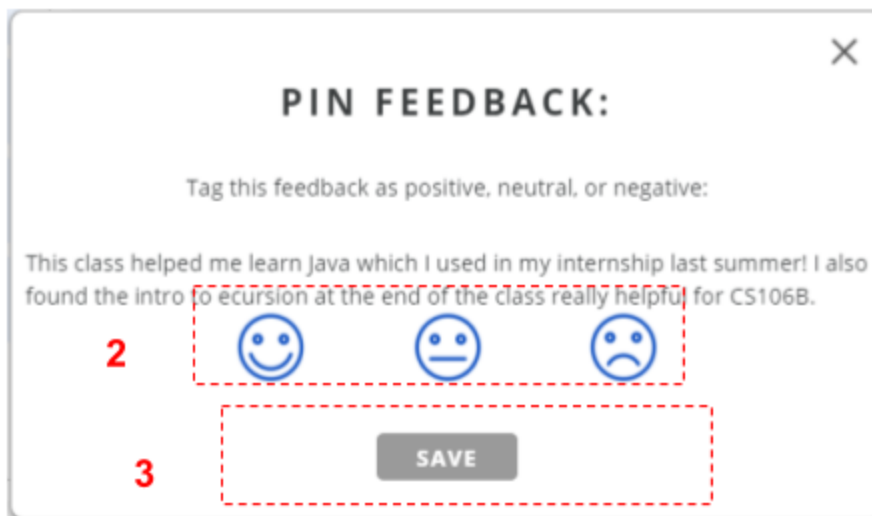 PIN FEEDBACK:
Tag this feedback as positive, neutral, or negative:
This class helped me learn Java which I used in my internship last summer! I also
found the intro to ecursion at the end of the class really helpful for CS106B.
2
3
SAVE